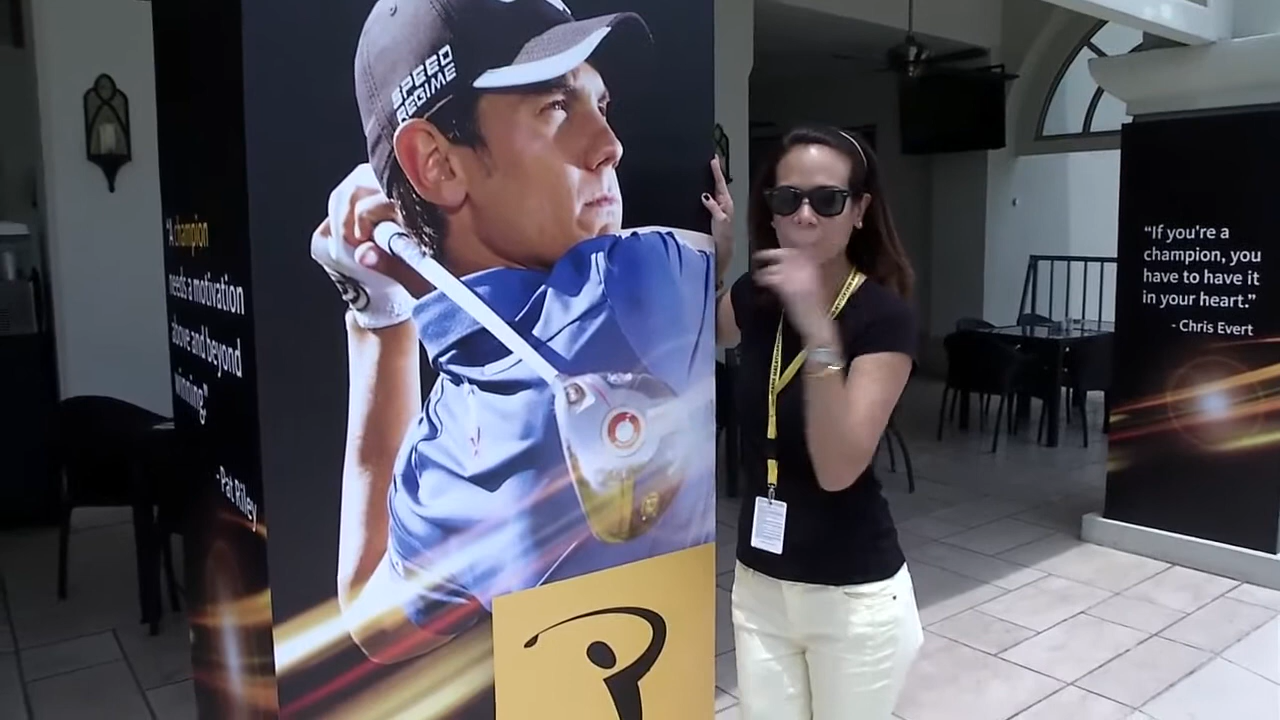 SPEED
REGIME
"A champion
needs a motivation
above and beyond
winning."
- Pat Riley
“If you're a
champion, you
have to have it
in your heart.”
- Chris Evert